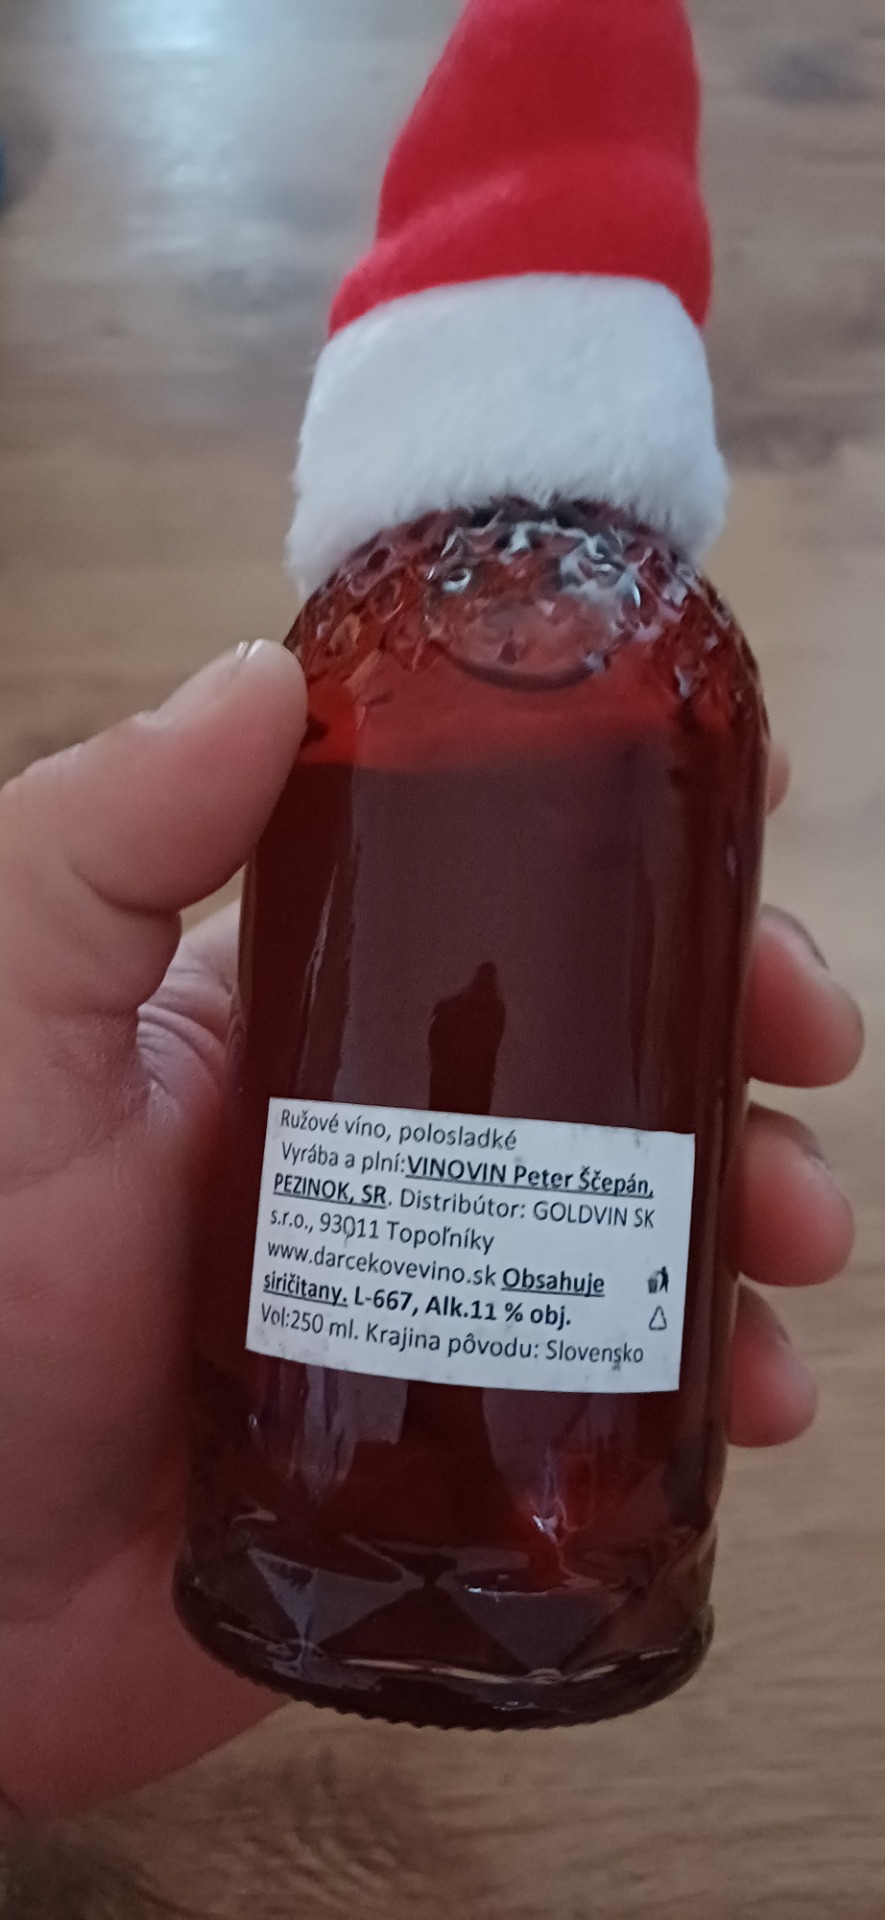 Ružové víno, polosladké
Vyrába a plní:VINOVIN Peter Ščepán,
PEZINOK, SR. Distribútor: GOLDVIN SK
s.r.o., 93011 Topoľníky
www.darcekovevino.sk Obsahuje
siričitany. L-667, Alk.11 % obj.
Vol:250 ml. Krajina pôvodu: Slovensko